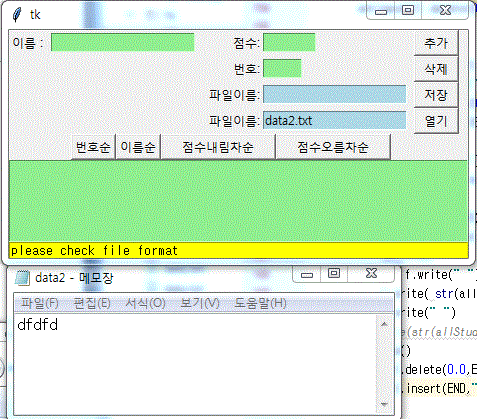 tk
이름 : 점수: 추가
번호: 삭제
파일이름: 저장
파일이름: data2.txt 열기
번호순 이름순 점수내림차순 점수오름차순
please check file format
data2 - 메모장
파일(F) 편집(E) 서식(O) 보기(V) 도움말(H)
dfdfd
f.write(" ")
write( str(all
write(" ")
e(str(allStu
()
.delete(0.0,E
.insert(END,"